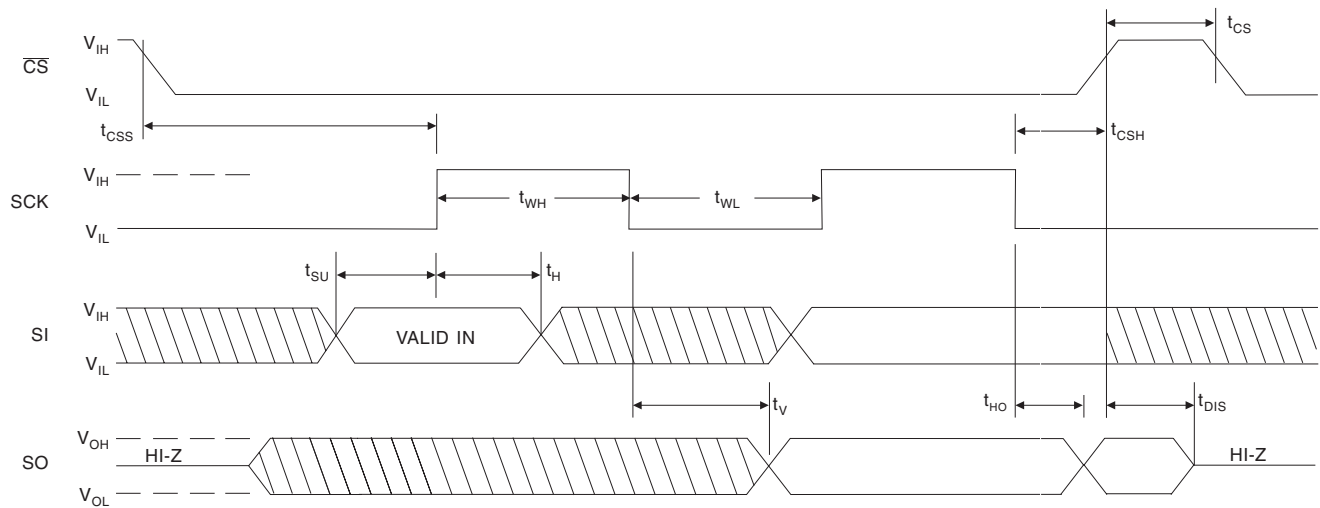 t_CS
V_IH
CS
V_IL
t_CSS
t_CSH
V_IH
SCK
t_WH
t_WL
V_IL
t_SU
t_H
V_IH
SI
VALID IN
V_IL
t_V
t_HO
t_DIS
V_OH
SO
HI-Z
HI-Z
V_OL